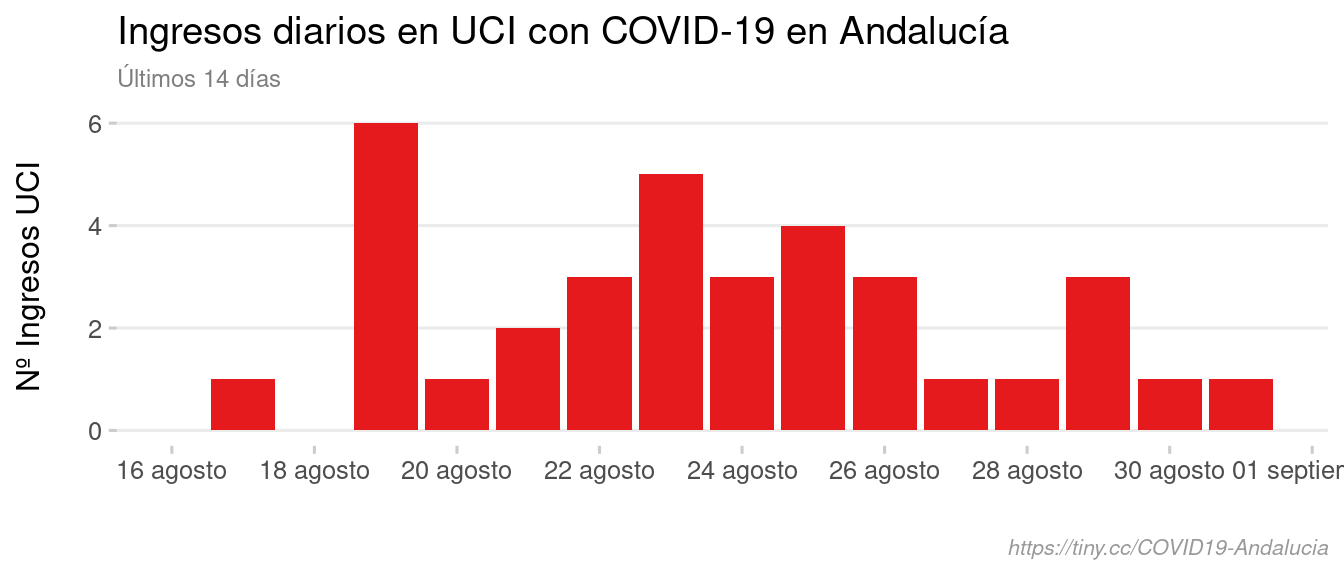 Ingresos diarios en UCI con COVID-19 en Andalucía
Últimos 14 días
Nº Ingresos UCI
6
4
2
0
16 agosto 18 agosto 20 agosto 22 agosto 24 agosto 26 agosto 28 agosto 30 agosto 01 septier
https://tiny.cc/COVID19-Andalucia